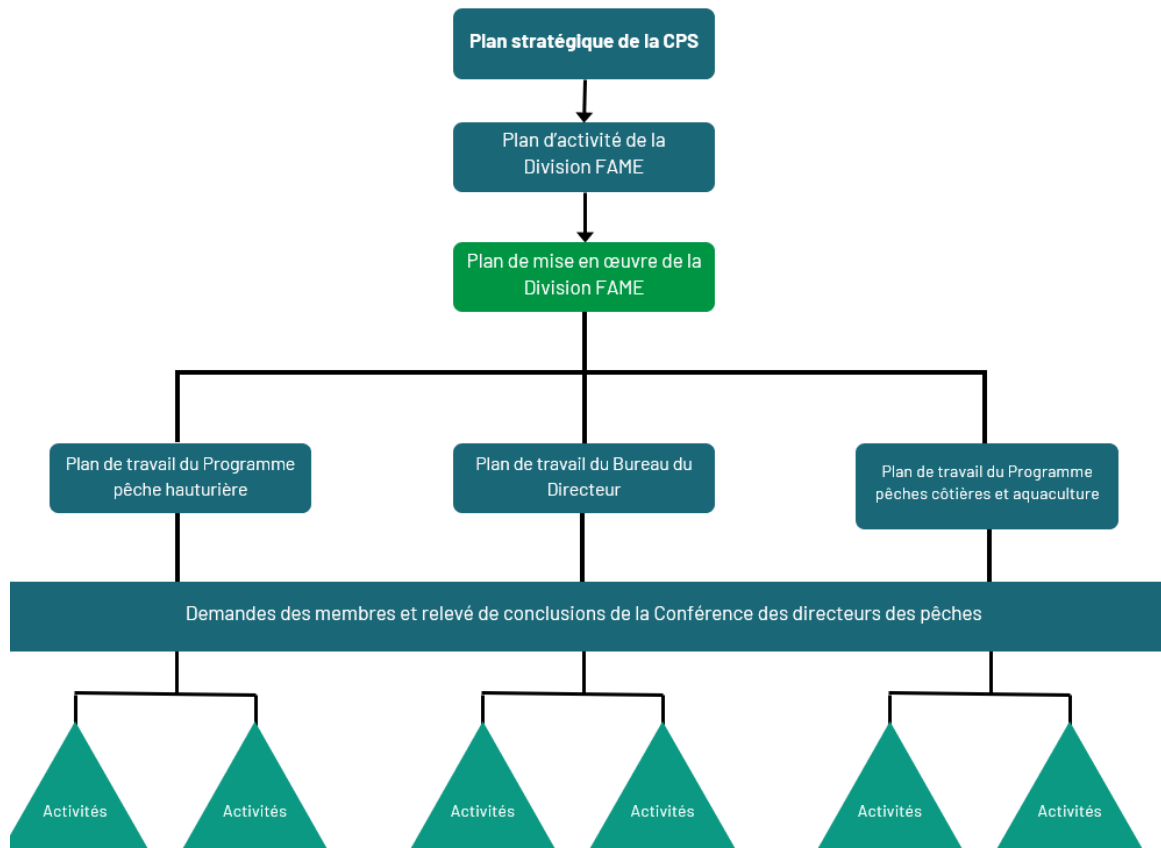 Plan stratégique de la CPS
Plan d'activité de la
Division FAME
Plan de mise en œuvre de la
Division FAME
Plan de travail du Programme
pêche hauturière
Plan de travail du Bureau du
Directeur
Plan de travail du Programme
pêches côtières et aquaculture
Demandes des membres et relevé de conclusions de la Conférence des directeurs des pêches
Activités
Activités
Activités
Activités
Activités
Activités